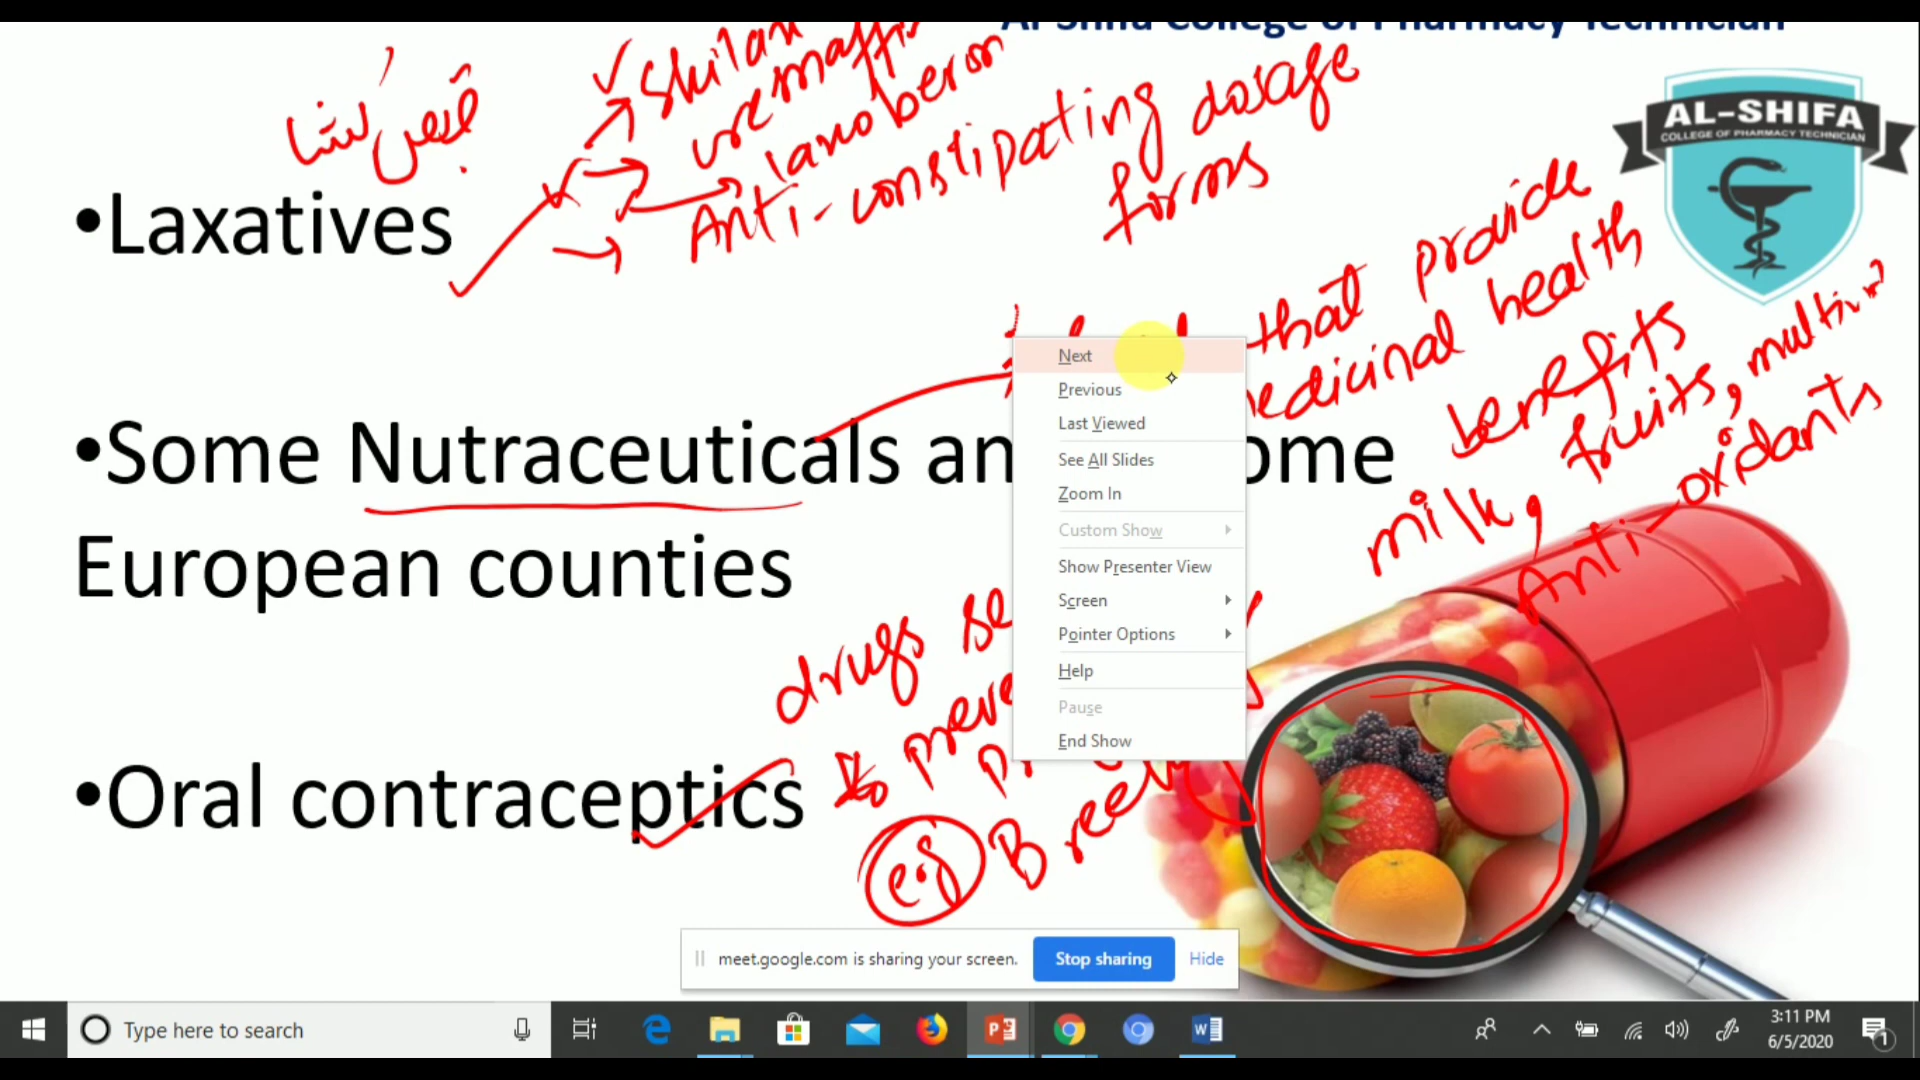 Al Shifa College of Pharmacy Technician
AL-SHIFA
COLLEGE OF PHARMACY TECHNICIAN
قبض کشا
Skilax
cremaffin
laxoberon
Anti-constipating dosage
forms
•Laxatives
that provide
medicinal health
benefits
milk, fruits,
Anti-oxidants
•Some Nutraceuticals
European counties
drugs
•Oral contraceptics
e.g
Next
Previous
Last Viewed
See All Slides
Zoom In
Custom Show
Show Presenter View
Screen
Pointer Options
Help
Pause
End Show
meet.google.com is sharing your screen.
Stop sharing
Hide
Type here to search
3:11 PM
6/5/2020
1